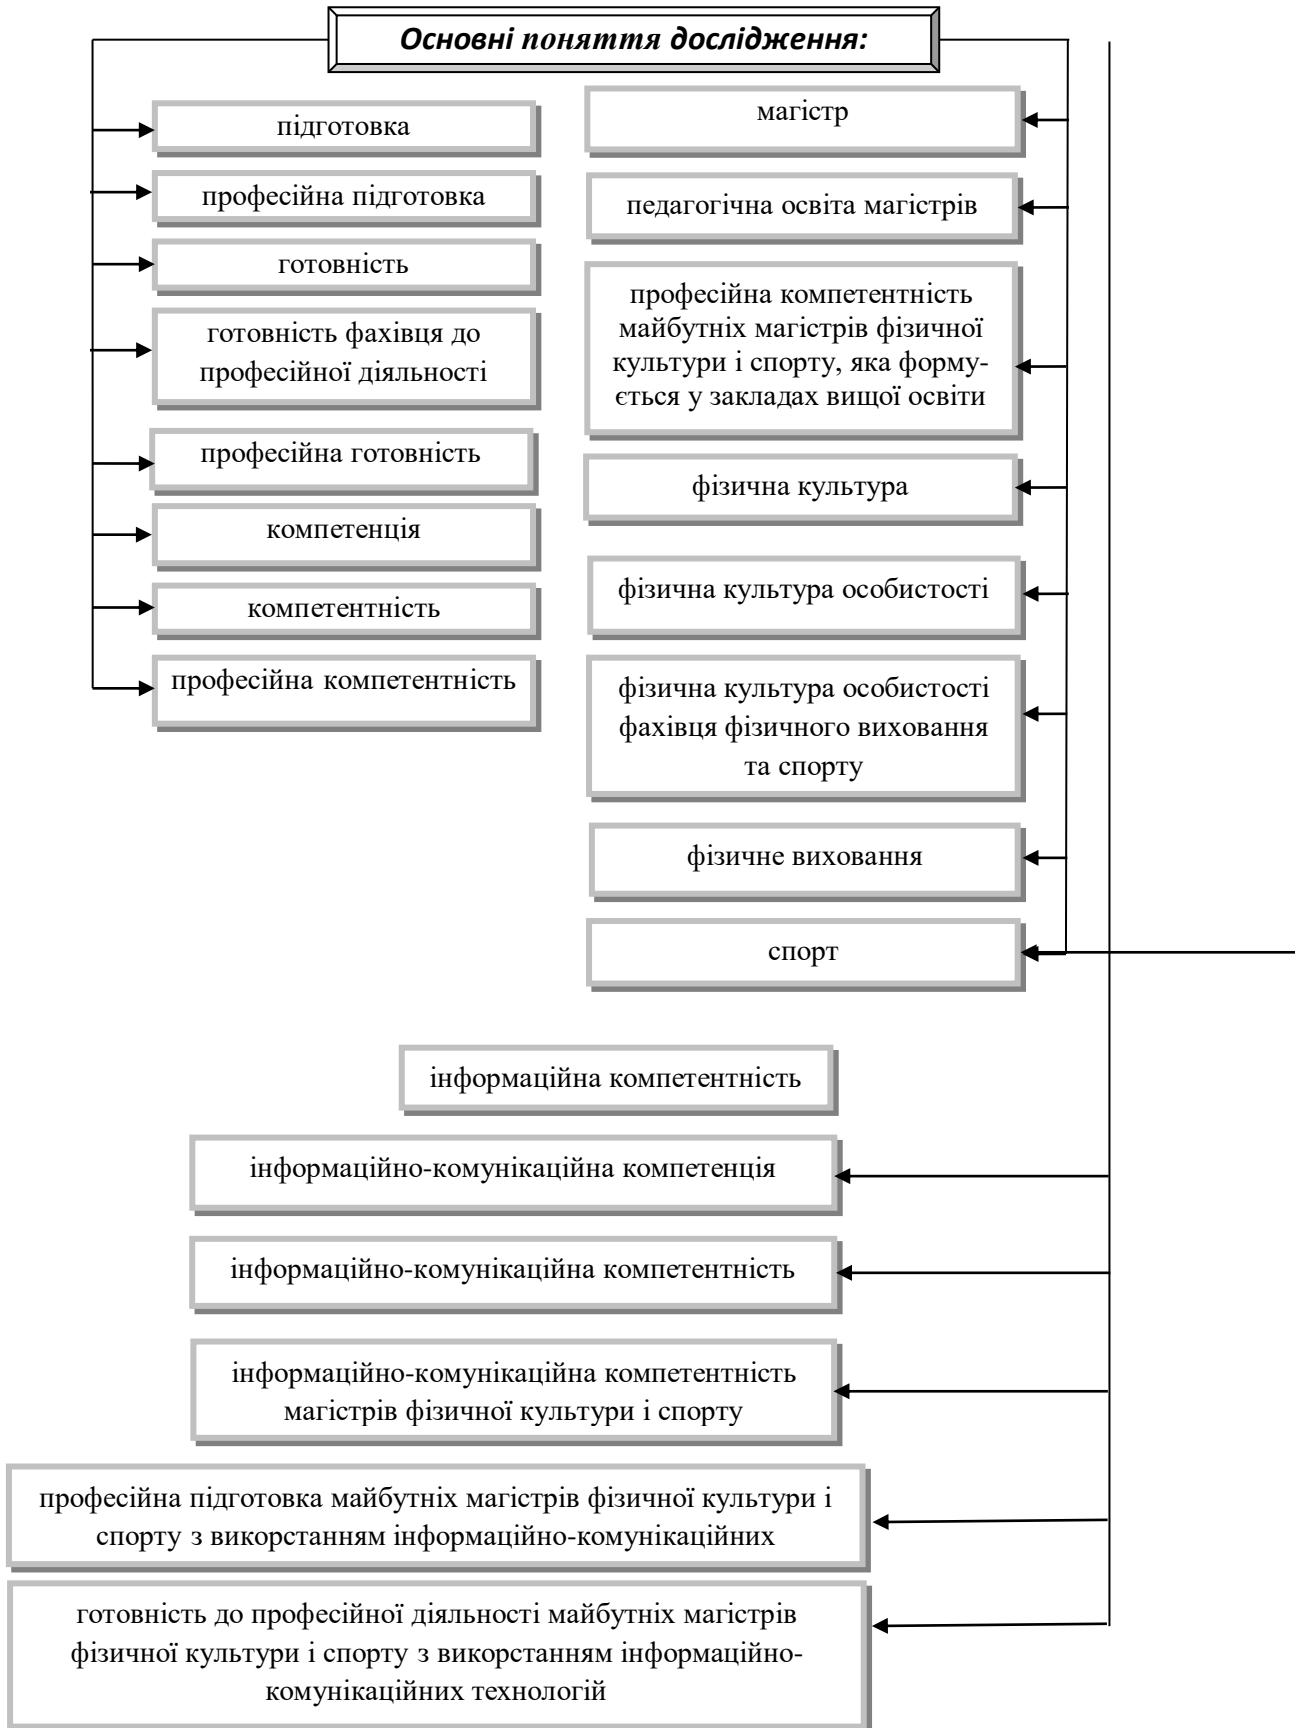 Основні поняття дослідження:
підготовка
професійна підготовка
готовність
готовність фахівця до
професійної діяльності
професійна готовність
компетенція
компетентність
професійна компетентність
магістр
педагогічна освіта магістрів
професійна компетентність
майбутніх магістрів фізичної
культури і спорту, яка форму-
ється у закладах вищої освіти
фізична культура
фізична культура особистості
фізична культура особистості
фахівця фізичного виховання
та спорту
фізичне виховання
спорт
інформаційна компетентність
інформаційно-комунікаційна компетенція
інформаційно-комунікаційна компетентність
інформаційно-комунікаційна компетентність
магістрів фізичної культури і спорту
професійна підготовка майбутніх магістрів фізичної культури і
спорту з викорстанням інформаційно-комунікаційних
готовність до професійної діяльності майбутніх магістрів
фізичної культури і спорту з викорстанням інформаційно-
комунікаційних технологій